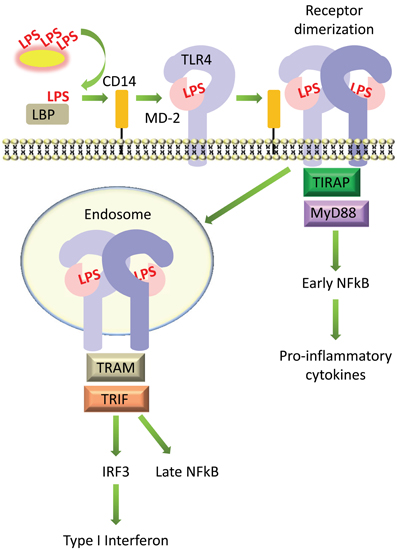 LPS LPS LPS
Receptor
dimerization
CD14
TLR4
LPS
LPS
LPS
LPS
LBP
MD-2
TIRAP
MyD88
Endosome
Early NFkB
LPS
LPS
Pro-inflammatory
cytokines
TRAM
TRIF
IRF3
Late NFkB
Type I Interferon